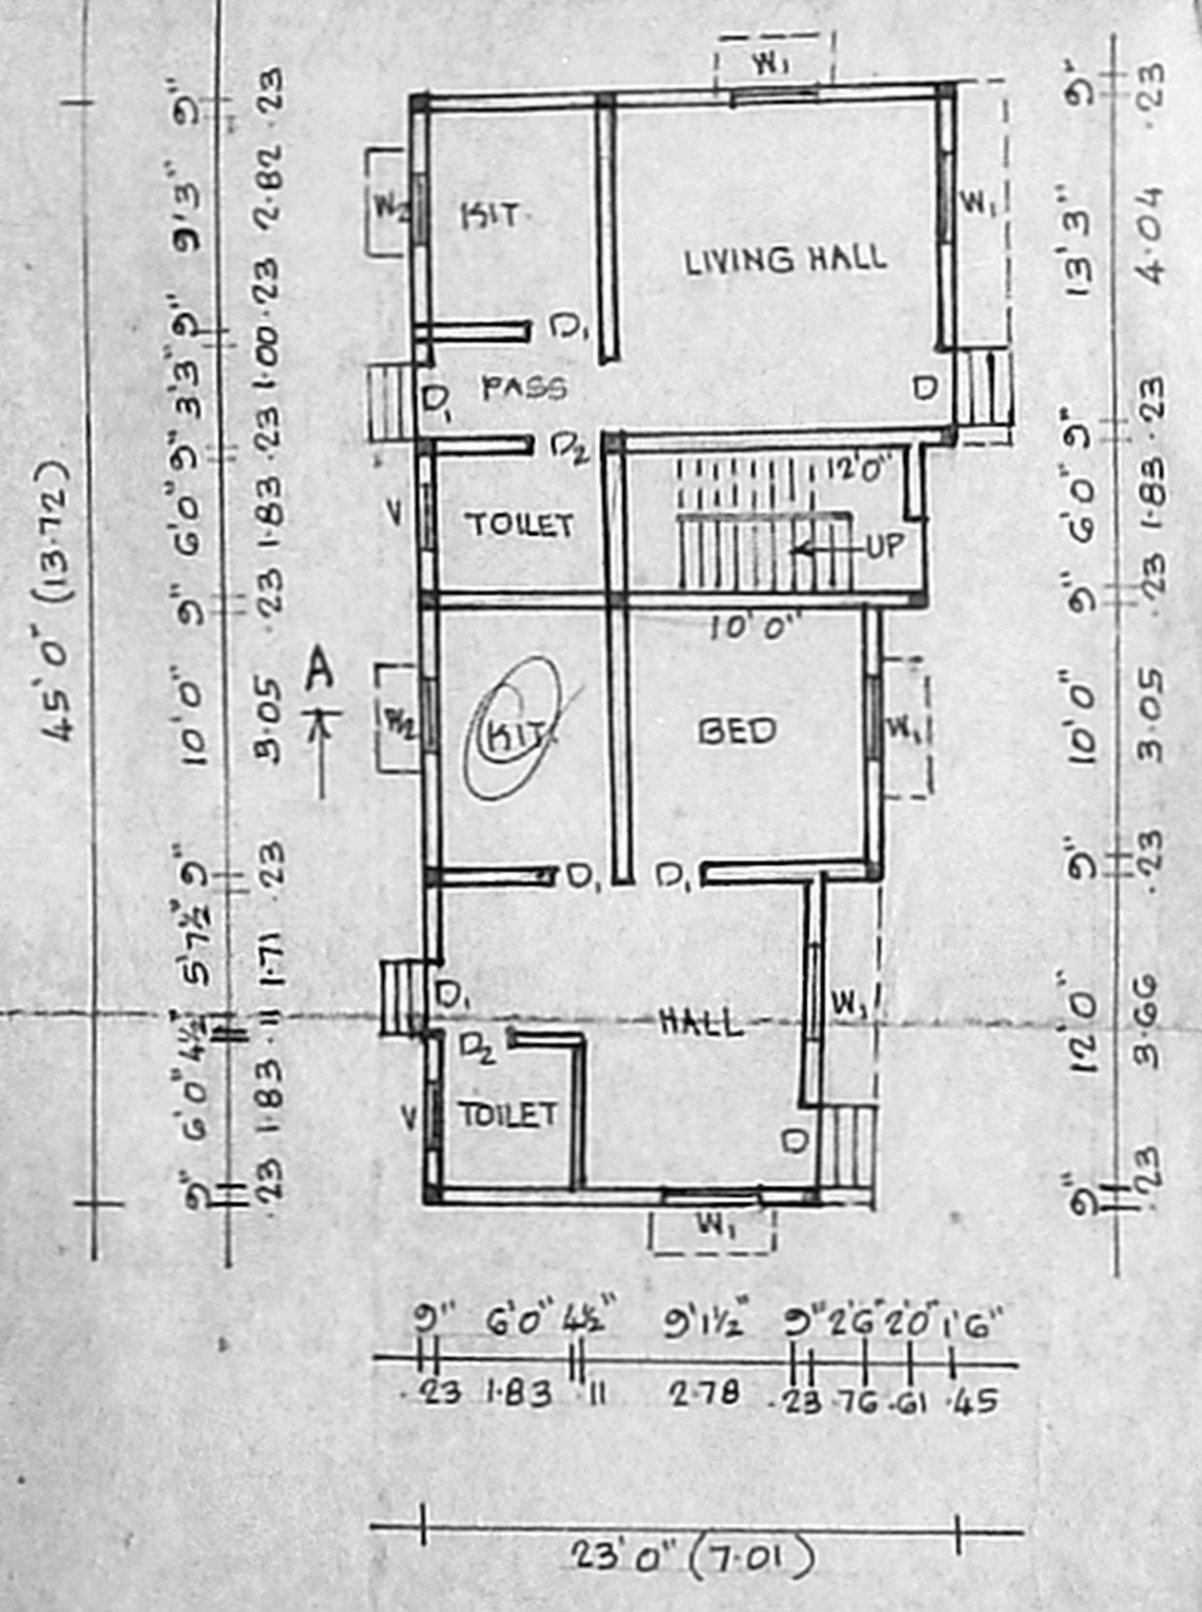 W1
9" 9'3" 9" 3'3" 9" 6'0" 9" 10'0" 9" 5'7½" 4½" 6'0" 9"
.23 2.82 .23 1.00 .23 1.83 .23 3.05 .23 1.71 .11 1.83 .23
45'0" (13.72)
W2 KIT. W1
LIVING HALL
D1
D1 PASS D
D2
12'0"
V TOILET
UP
10'0"
A
W2 KIT. BED W1
D1 D1
D1 HALL W1
D2
V TOILET
D
W1
9" 13'3" 9" 6'0" 9" 10'0" 9" 12'0" 9"
.23 4.04 .23 1.83 .23 3.05 .23 3.66 .23
9" 6'0" 4½" 9'1½" 9" 2'6" 2'0" 1'6"
.23 1.83 .11 2.78 .23 .76 .61 .45
23'0" (7.01)